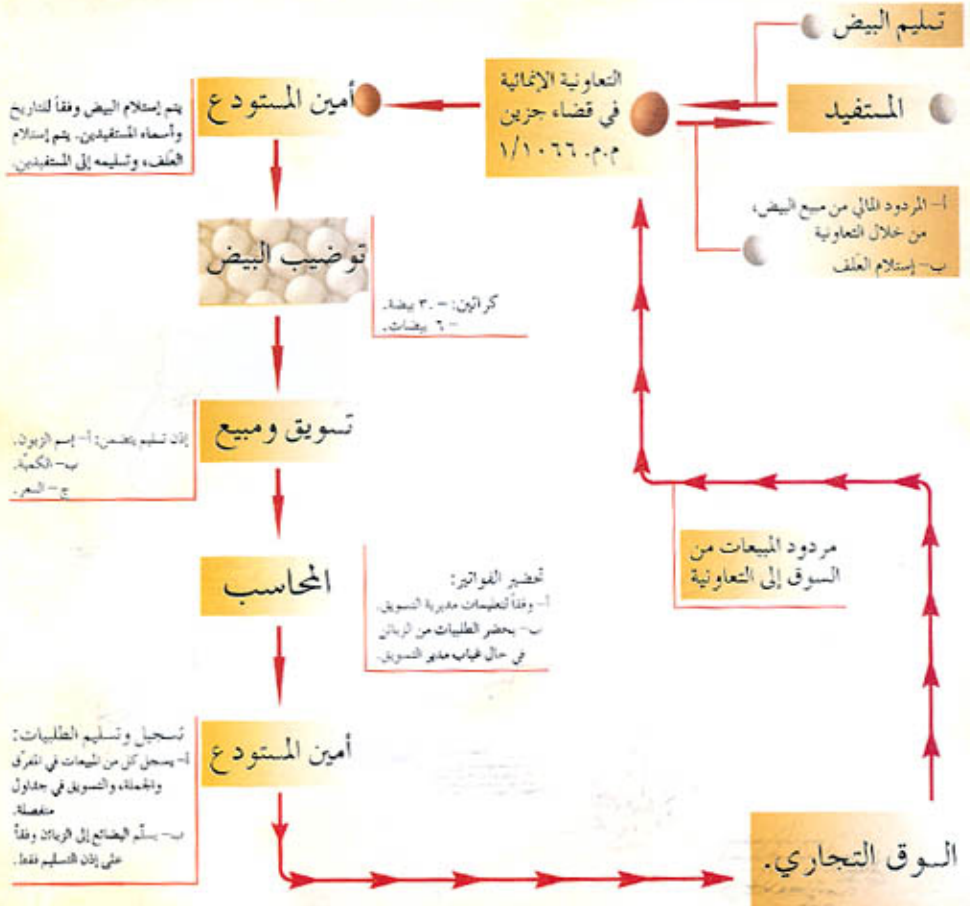 تسليم البيض
المستفيد
أ- المردود المالي من مبيع البيض،
من خلال التعاونية
ب- إستلام العلف
التعاونية الإنمائية
في قضاء جزين
م.م. ١/١٠٦٦
أمين المستودع
يتم إستلام البيض وفقاً للتاريخ
وأسماء المستفيدين. يتم إستلام
العلف، وتسليمه إلى المستفيدين.
توضيب البيض
كراتين: - ٣٠ بيضة.
- ٦ بيضات.
تسويق ومبيع
إذن تسليم يتضمن: أ- إسم الزبون.
ب- الكمية.
ج- السعر.
المحاسب
تحضير الفواتير:
أ- وفقاً لتعليمات مديرية التسويق.
ب- يحضر الطلبيات من الزبائن
في حال غياب مدير التسويق.
أمين المستودع
تسجيل وتسليم الطلبيات:
أ- يسجل كل من المبيعات في المفرّق
والجملة، والتسويق في جداول
منفصلة.
ب- يسلّم البضائع إلى الزبائن وفقاً
على إذن التسليم فقط.
السوق التجاري.
مردود المبيعات من
السوق إلى التعاونية